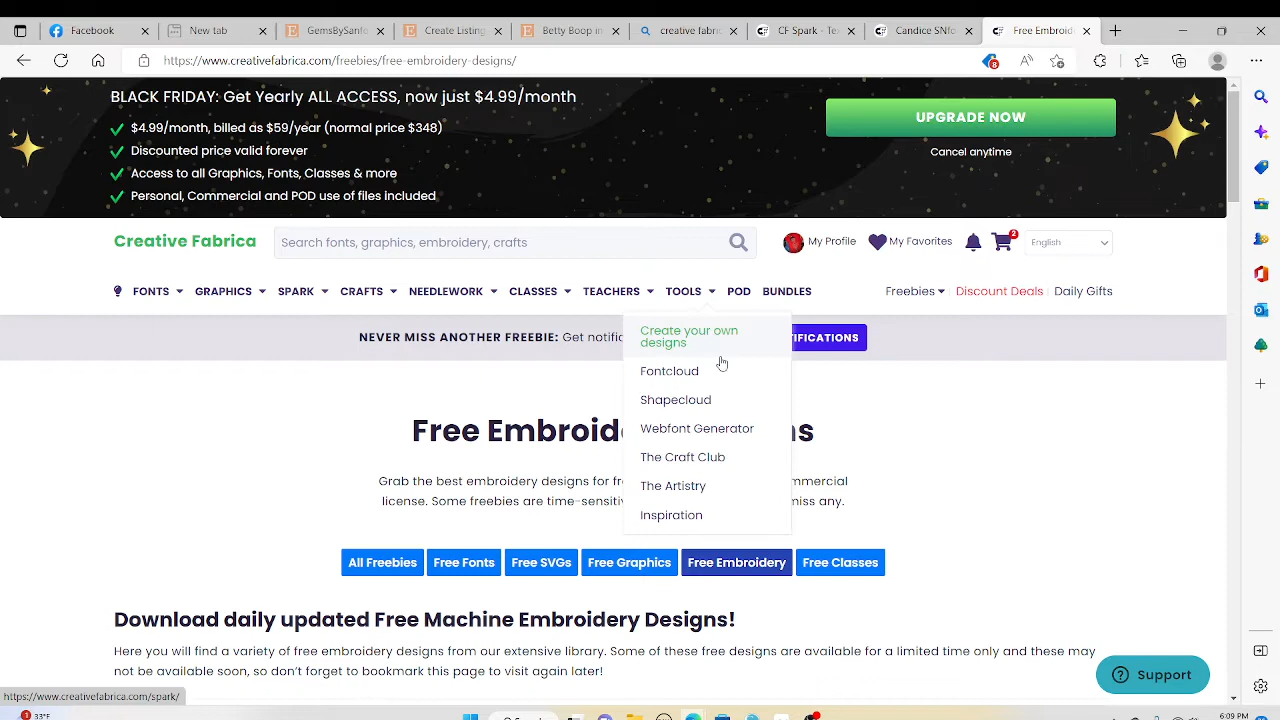 Facebook
New tab
GemsBySanfo
Create Listing
Betty Boop in
creative fabric
CF Spark - Te
Candice SNfo
Free Embroid
https://www.creativefabrica.com/freebies/free-embroidery-designs/
8
BLACK FRIDAY: Get Yearly ALL ACCESS, now just $4.99/month
$4.99/month, billed as $59/year (normal price $348)
Discounted price valid forever
Access to all Graphics, Fonts, Classes & more
Personal, Commercial and POD use of files included
UPGRADE NOW
Cancel anytime
Creative Fabrica
Search fonts, graphics, embroidery, crafts
My Profile
My Favorites
2
English
FONTS
GRAPHICS
SPARK
CRAFTS
NEEDLEWORK
CLASSES
TEACHERS
TOOLS
POD
BUNDLES
Freebies
Discount Deals
Daily Gifts
NEVER MISS ANOTHER FREEBIE: Get notific
IFICATIONS
Create your own
designs
Fontcloud
Shapecloud
Webfont Generator
The Craft Club
The Artistry
Inspiration
Free Embroid
ns
Grab the best embroidery designs for fr
mmercial
license. Some freebies are time-sensiti
miss any.
All Freebies
Free Fonts
Free SVGs
Free Graphics
Free Embroidery
Free Classes
Download daily updated Free Machine Embroidery Designs!
Here you will find a variety of free embroidery designs from our extensive library. Some of these free designs are available for a limited time only and these may
not be available soon, so don't forget to bookmark this page to visit again later!
Support
https://www.creativefabrica.com/spark/
1
33°F
6:09 PM